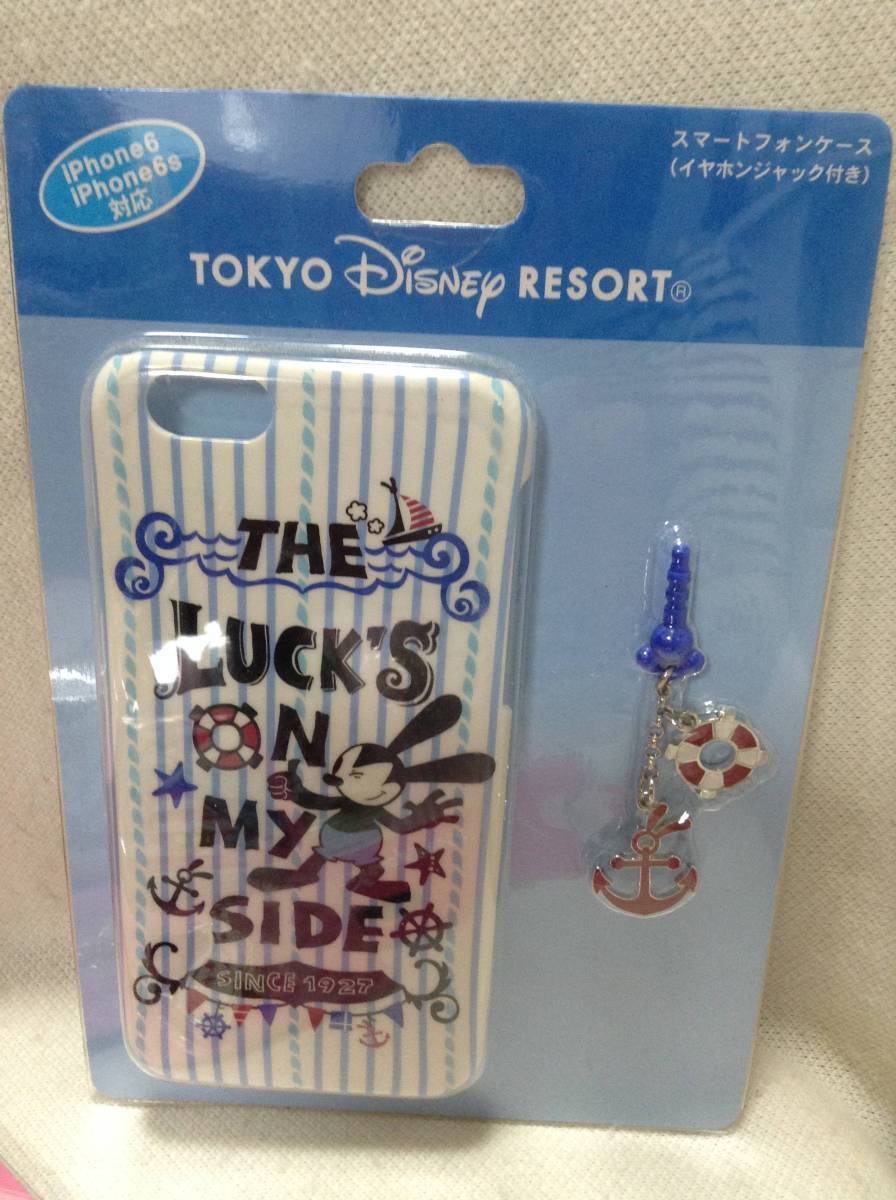 iPhone6
iPhone6s
対応
スマートフォンケース
(イヤホンジャック付き)
TOKYO Disney RESORT®
THE
LUCK'S
ON
MY
SIDE
SINCE 1927